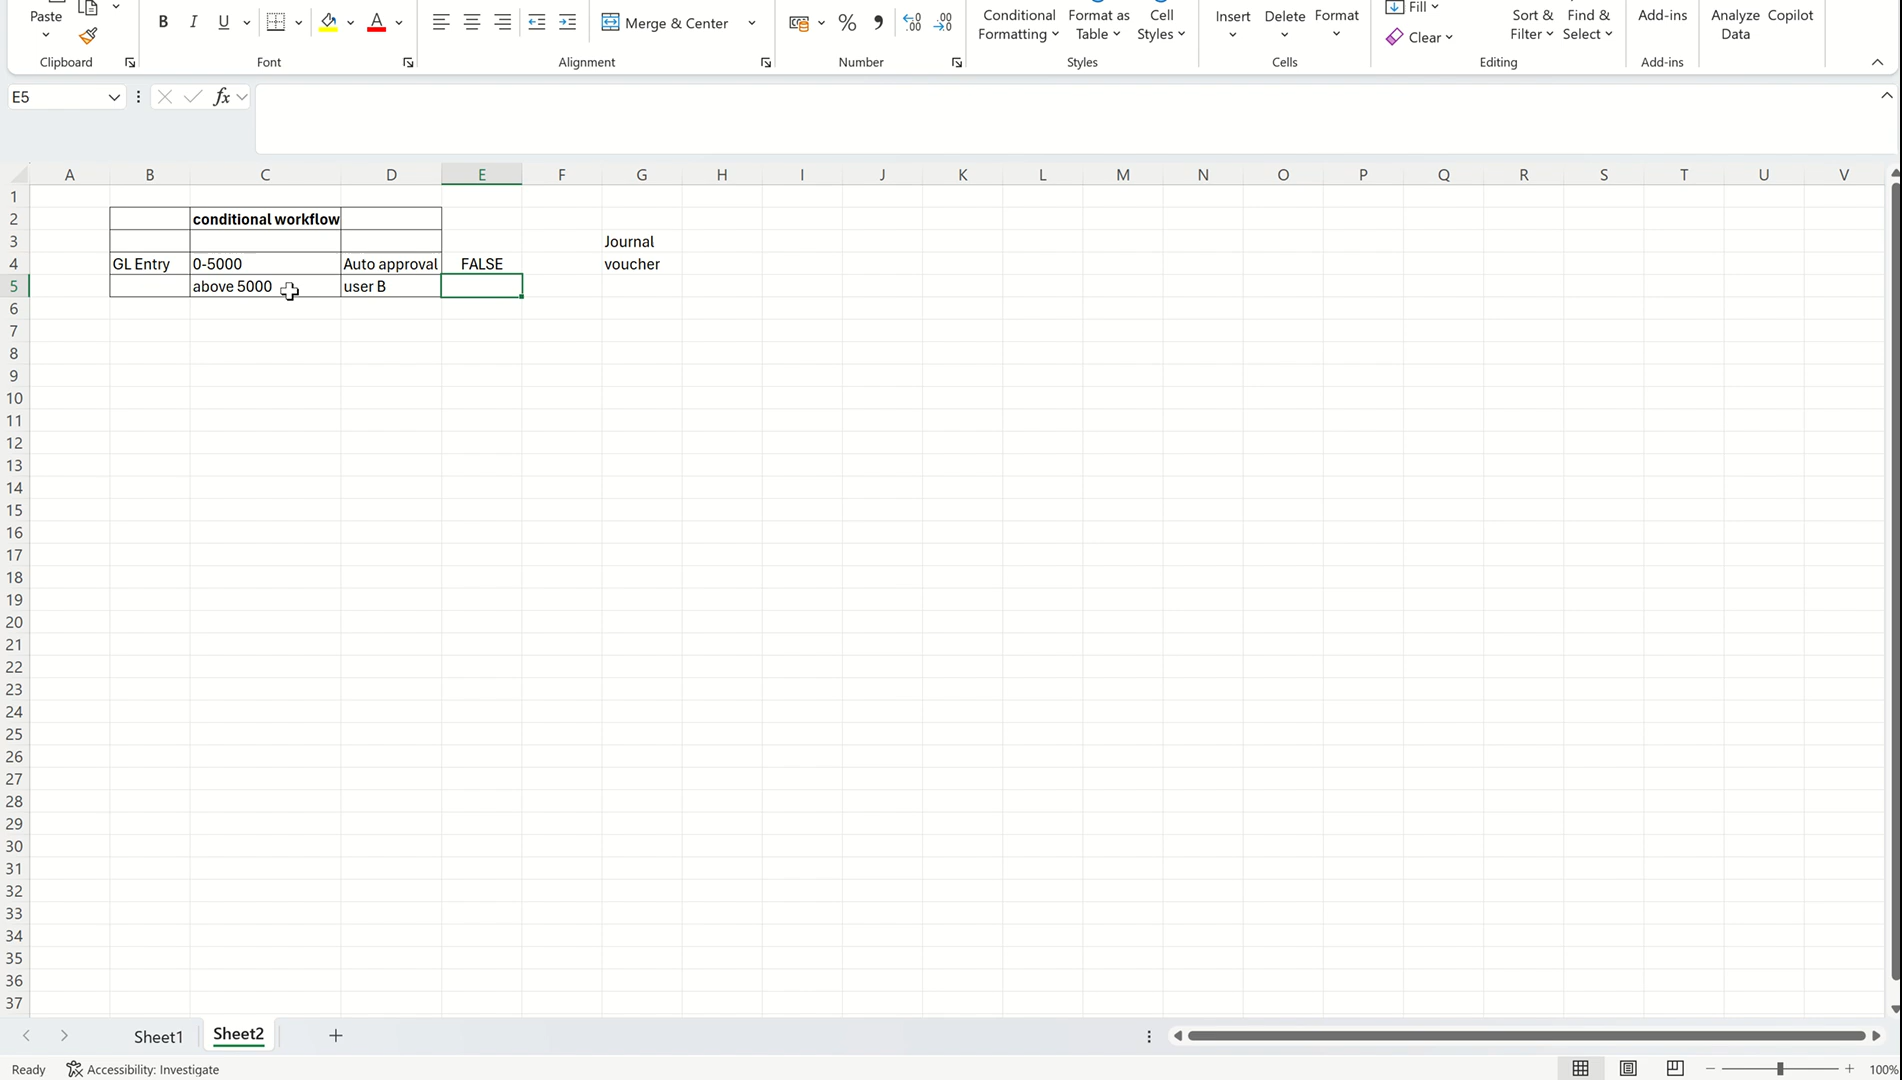 Paste
B I U
A
Merge & Center
%
Conditional Formatting
Format as Table
Cell Styles
Insert
Delete
Format
Fill
Clear
Sort & Filter
Find & Select
Add-ins
Analyze Data
Copilot
Clipboard
Font
Alignment
Number
Styles
Cells
Editing
Add-ins
E5
fx
A B C D E F G H I J K L M N O P Q R S T U V
1
2 conditional workflow
3 Journal
4 GL Entry 0-5000 Auto approval FALSE voucher
5 above 5000 user B
6
7
8
9
10
11
12
13
14
15
16
17
18
19
20
21
22
23
24
25
26
27
28
29
30
31
32
33
34
35
36
37
Sheet1 Sheet2
Ready Accessibility: Investigate 100%